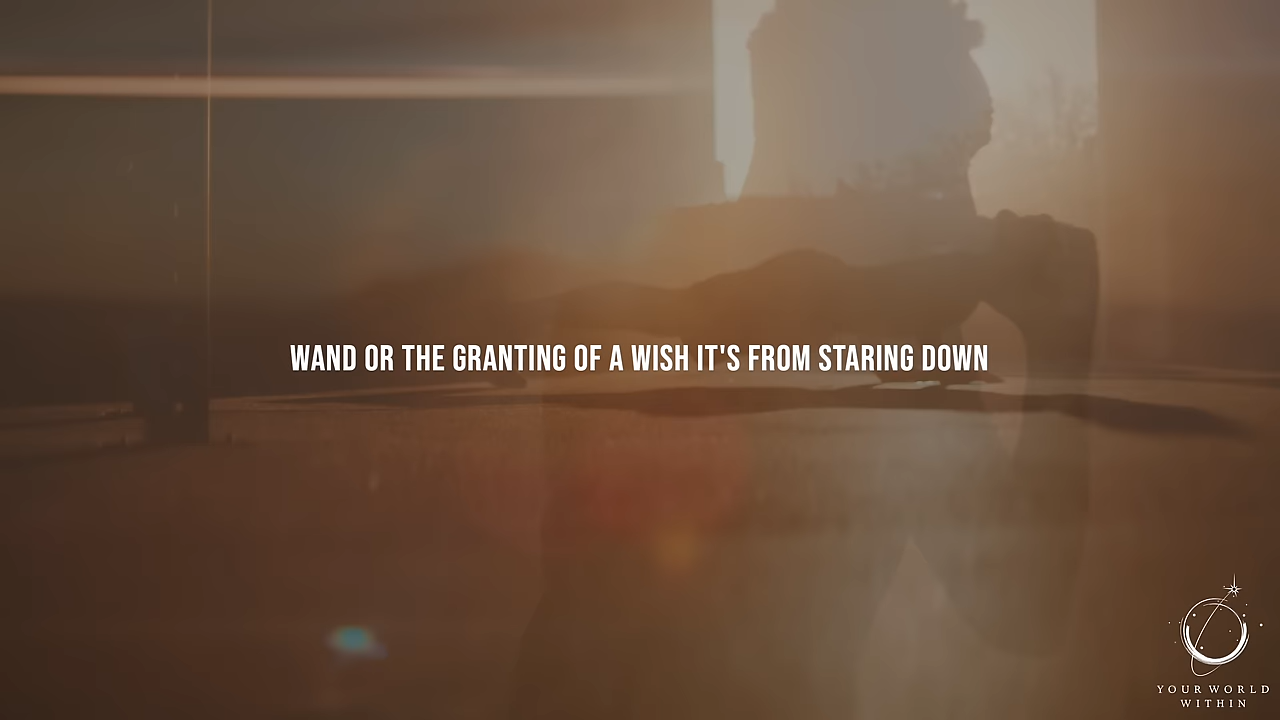 WAND OR THE GRANTING OF A WISH IT'S FROM STARING DOWN
YOUR WORLD
WITHIN